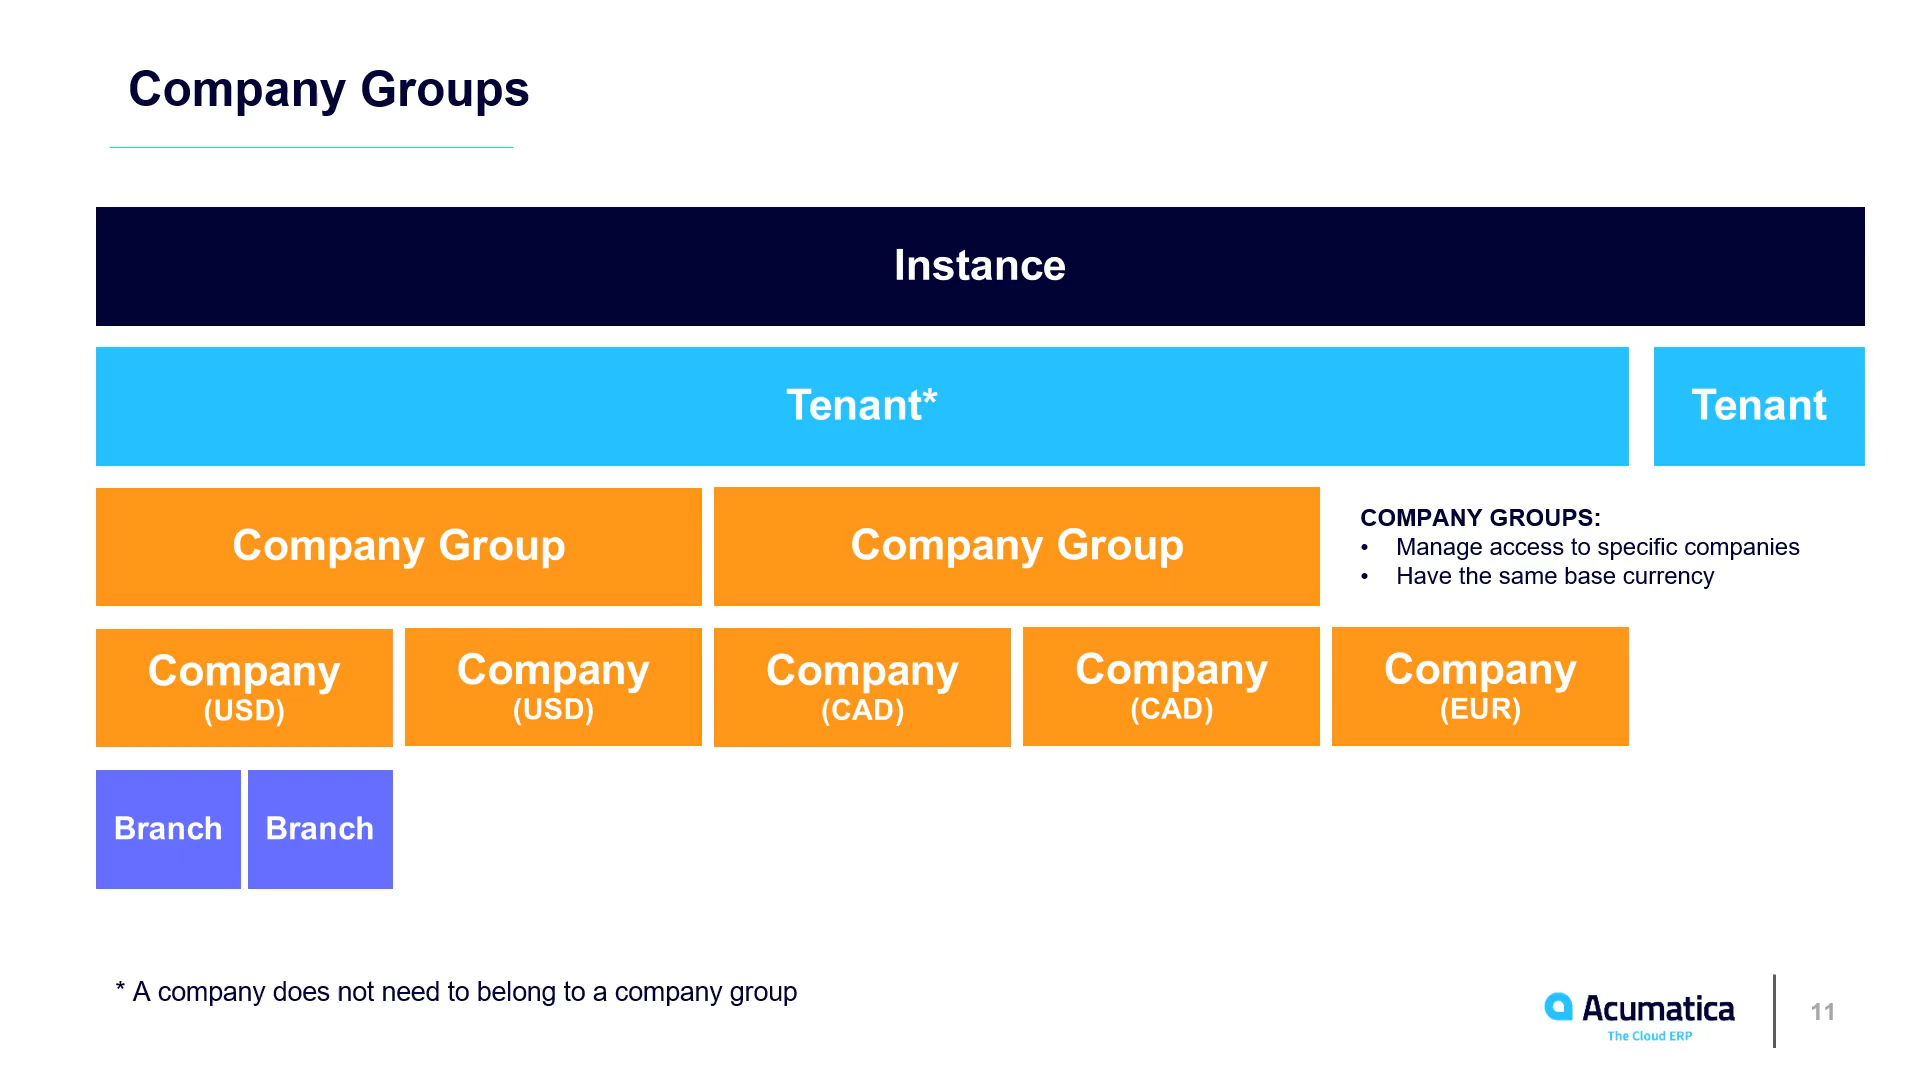 Company Groups
Instance
Tenant*
Tenant
Company Group
Company Group
COMPANY GROUPS:
• Manage access to specific companies
• Have the same base currency
Company
(USD)
Company
(USD)
Company
(CAD)
Company
(CAD)
Company
(EUR)
Branch
Branch
* A company does not need to belong to a company group
Acumatica
The Cloud ERP
11